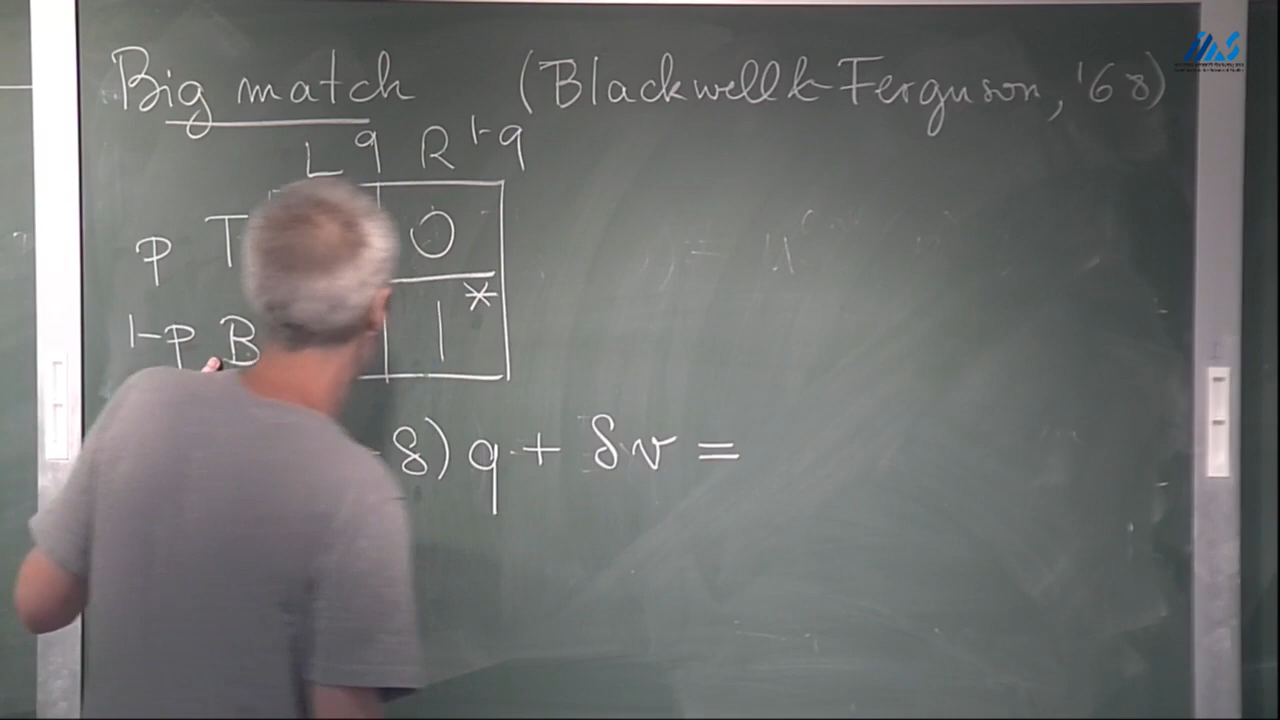 Big match (Blackwell & Ferguson, '68)
L q R 1-q
p T 0
1-p B 1 *
δ) q + δv =